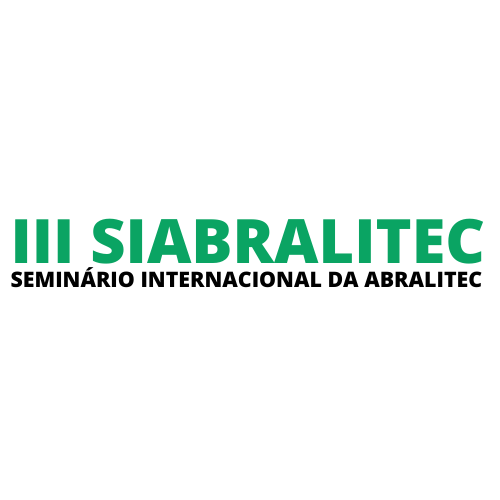 III SIABRALITEC
SEMINÁRIO INTERNACIONAL DA ABRALITEC